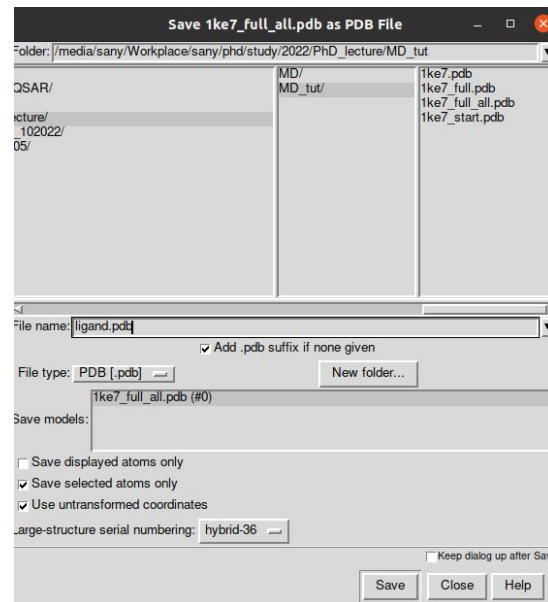 Save 1ke7_full_all.pdb as PDB File
Folder: /media/sany/Workplace/sany/phd/study/2022/PhD_lecture/MD_tut
QSAR/
ecture/
_102022/
05/
MD/
MD_tut/
1ke7.pdb
1ke7_full.pdb
1ke7_full_all.pdb
1ke7_start.pdb
File name: ligand.pdb
Add .pdb suffix if none given
File type: PDB [.pdb] New folder...
1ke7_full_all.pdb (#0)
Save models:
Save displayed atoms only
Save selected atoms only
Use untransformed coordinates
Large-structure serial numbering: hybrid-36
Keep dialog up after Sav
Save Close Help